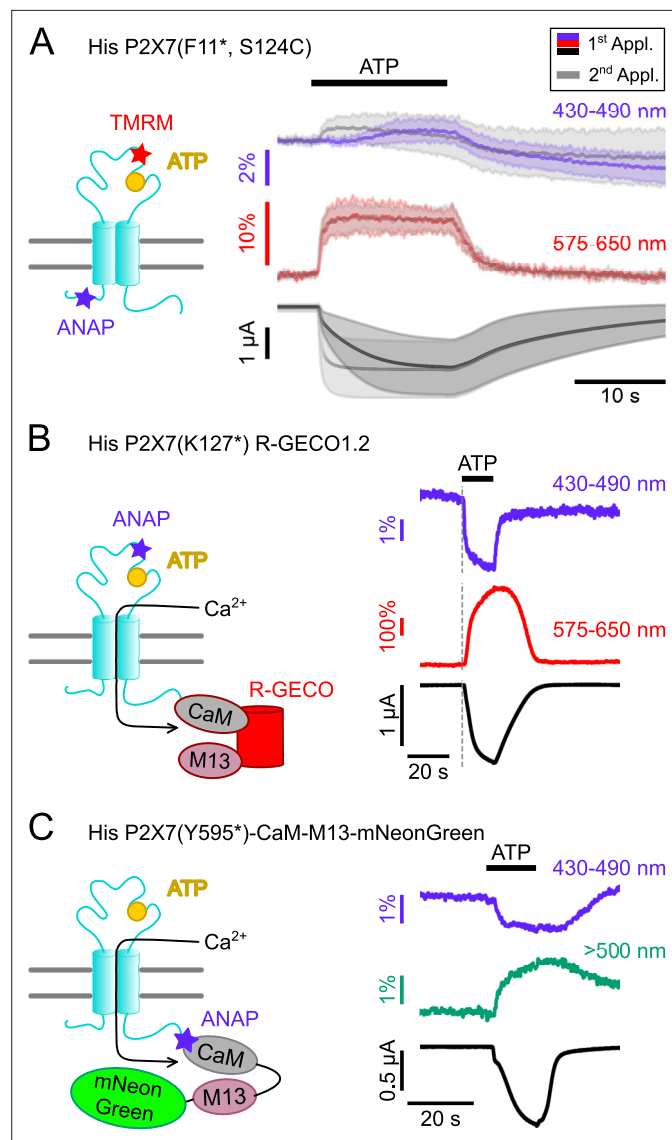 A
His P2X7(F11*, S124C)
1st Appl.
2nd Appl.
ATP
TMRM
ATP
ANAP
430-490 nm
2%
10%
575-650 nm
1 µA
10 s
B
His P2X7(K127*) R-GECO1.2
ANAP
ATP
Ca2+
R-GECO
CaM
M13
ATP
430-490 nm
1%
100%
575-650 nm
1 µA
20 s
C
His P2X7(Y595*)-CaM-M13-mNeonGreen
ATP
Ca2+
ANAP
CaM
mNeon
Green
M13
ATP
430-490 nm
1%
>500 nm
1%
0.5 µA
20 s